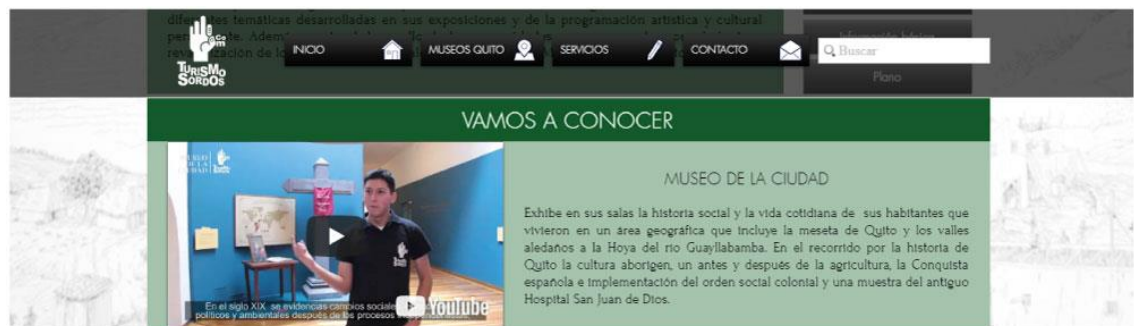 diferentes temáticas desarrolladas en sus exposiciones y de la programación artística y cultural
TURISMO
SORDOS
INICIO
MUSEOS QUITO
SERVICIOS
CONTACTO
Buscar
Plano
VAMOS A CONOCER
En el siglo XIX se evidencias cambios sociales
políticos y ambientales después de los procesos
YouTube
MUSEO DE LA CIUDAD
Exhibe en sus salas la historia social y la vida cotidiana de sus habitantes que
vivieron en un área geográfica que incluye la meseta de Quito y los valles
aledaños a la Hoya del rio Guayllabamba. En el recorrido por la historia de
Quito la cultura aborigen, un antes y después de la agricultura, la Conquista
española e implementación del orden social colonial y una muestra del antiguo
Hospital San Juan de Dios.